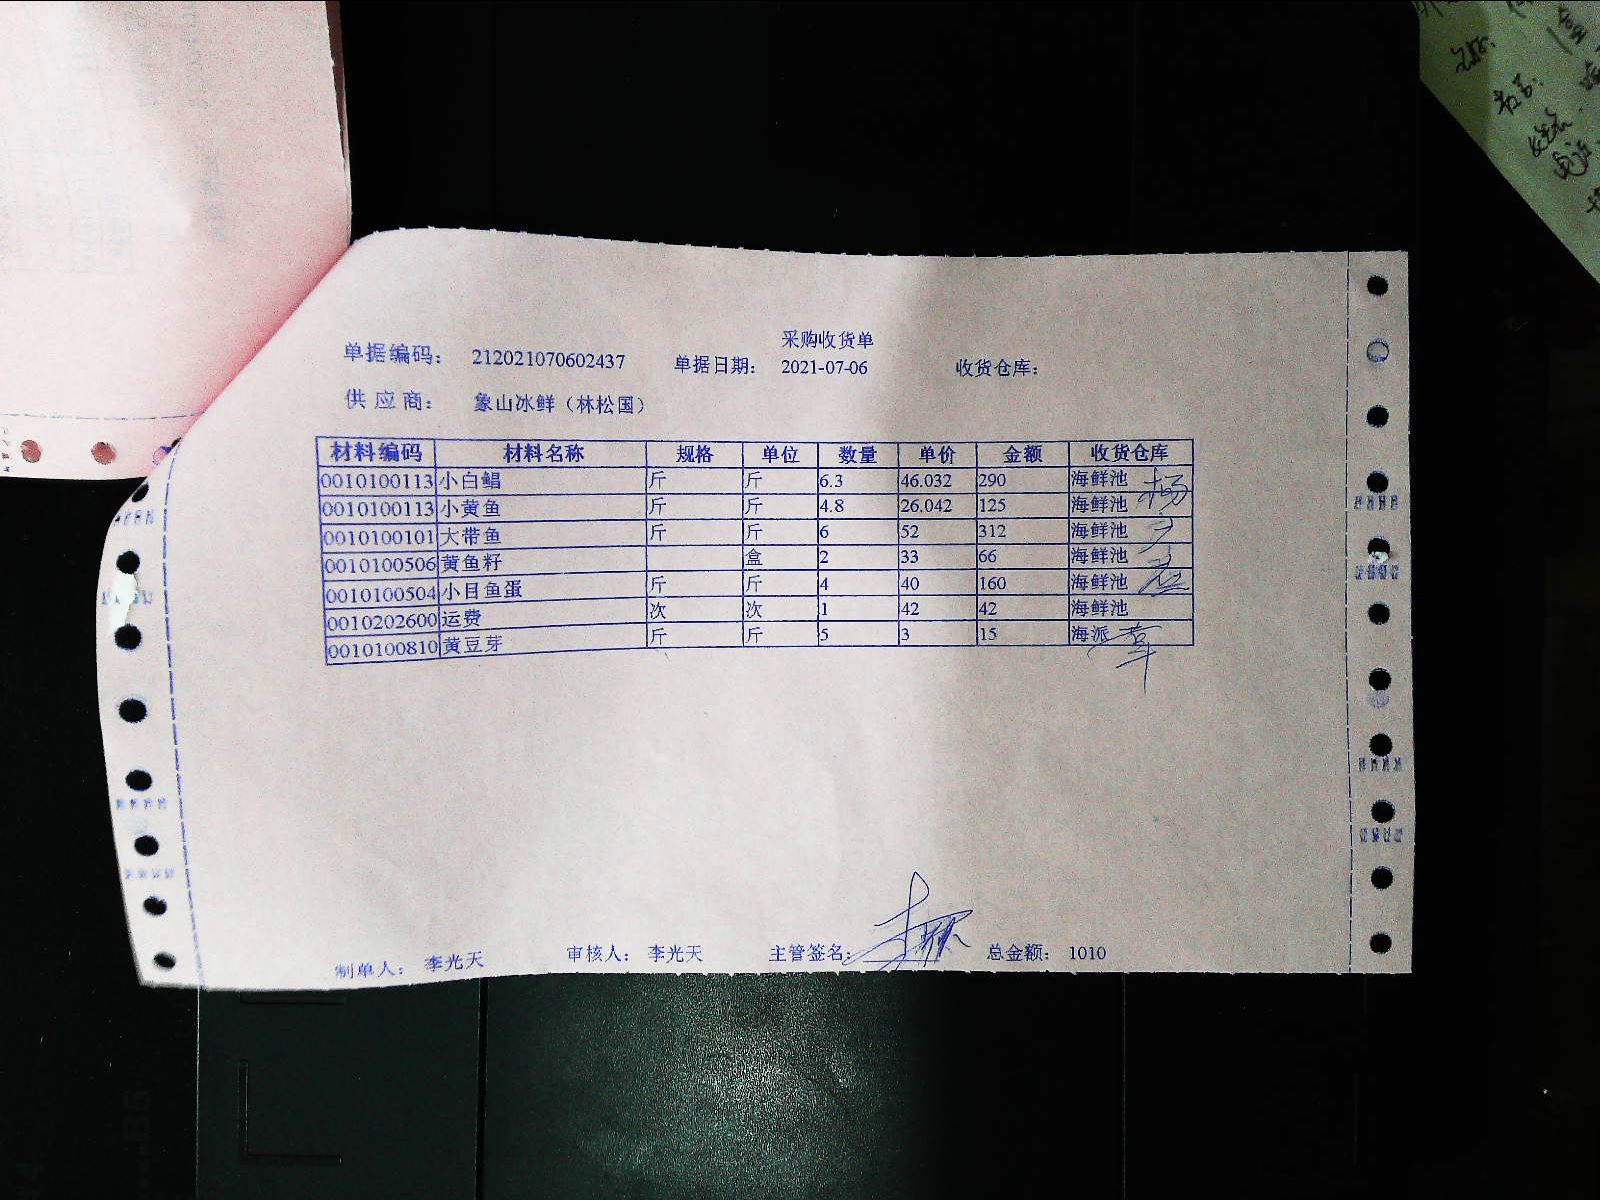 采购收货单
单据编码： 212021070602437 单据日期： 2021-07-06 收货仓库：
供应商： 象山冰鲜（林松国）
材料编码 材料名称 规格 单位 数量 单价 金额 收货仓库
0010100113 小白鲳 斤 斤 6.3 46.032 290 海鲜池
0010100113 小黄鱼 斤 斤 4.8 26.042 125 海鲜池
0010100101 大带鱼 斤 斤 6 52 312 海鲜池
0010100506 黄鱼籽 盒 2 33 66 海鲜池
0010100504 小目鱼蛋 斤 斤 4 40 160 海鲜池
0010202600 运费 次 次 1 42 42 海鲜池
0010100810 黄豆芽 斤 斤 5 3 15 海派
制单人： 李光天 审核人： 李光天 主管签名： 总金额： 1010